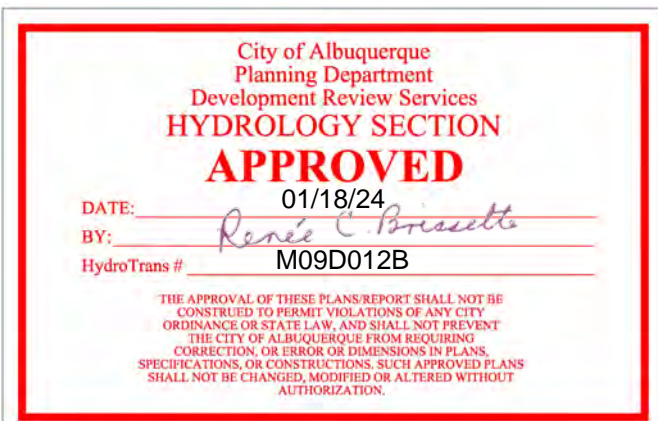 City of Albuquerque
Planning Department
Development Review Services
HYDROLOGY SECTION
APPROVED
DATE: 01/18/24
BY: Renée C. Brissette
HydroTrans # M09D012B
THE APPROVAL OF THESE PLANS/REPORT SHALL NOT BE
CONSTRUED TO PERMIT VIOLATIONS OF ANY CITY
ORDINANCE OR STATE LAW, AND SHALL NOT PREVENT
THE CITY OF ALBUQUERQUE FROM REQUIRING
CORRECTION, OR ERROR OR DIMENSIONS IN PLANS,
SPECIFICATIONS, OR CONSTRUCTIONS. SUCH APPROVED PLANS
SHALL NOT BE CHANGED, MODIFIED OR ALTERED WITHOUT
AUTHORIZATION.